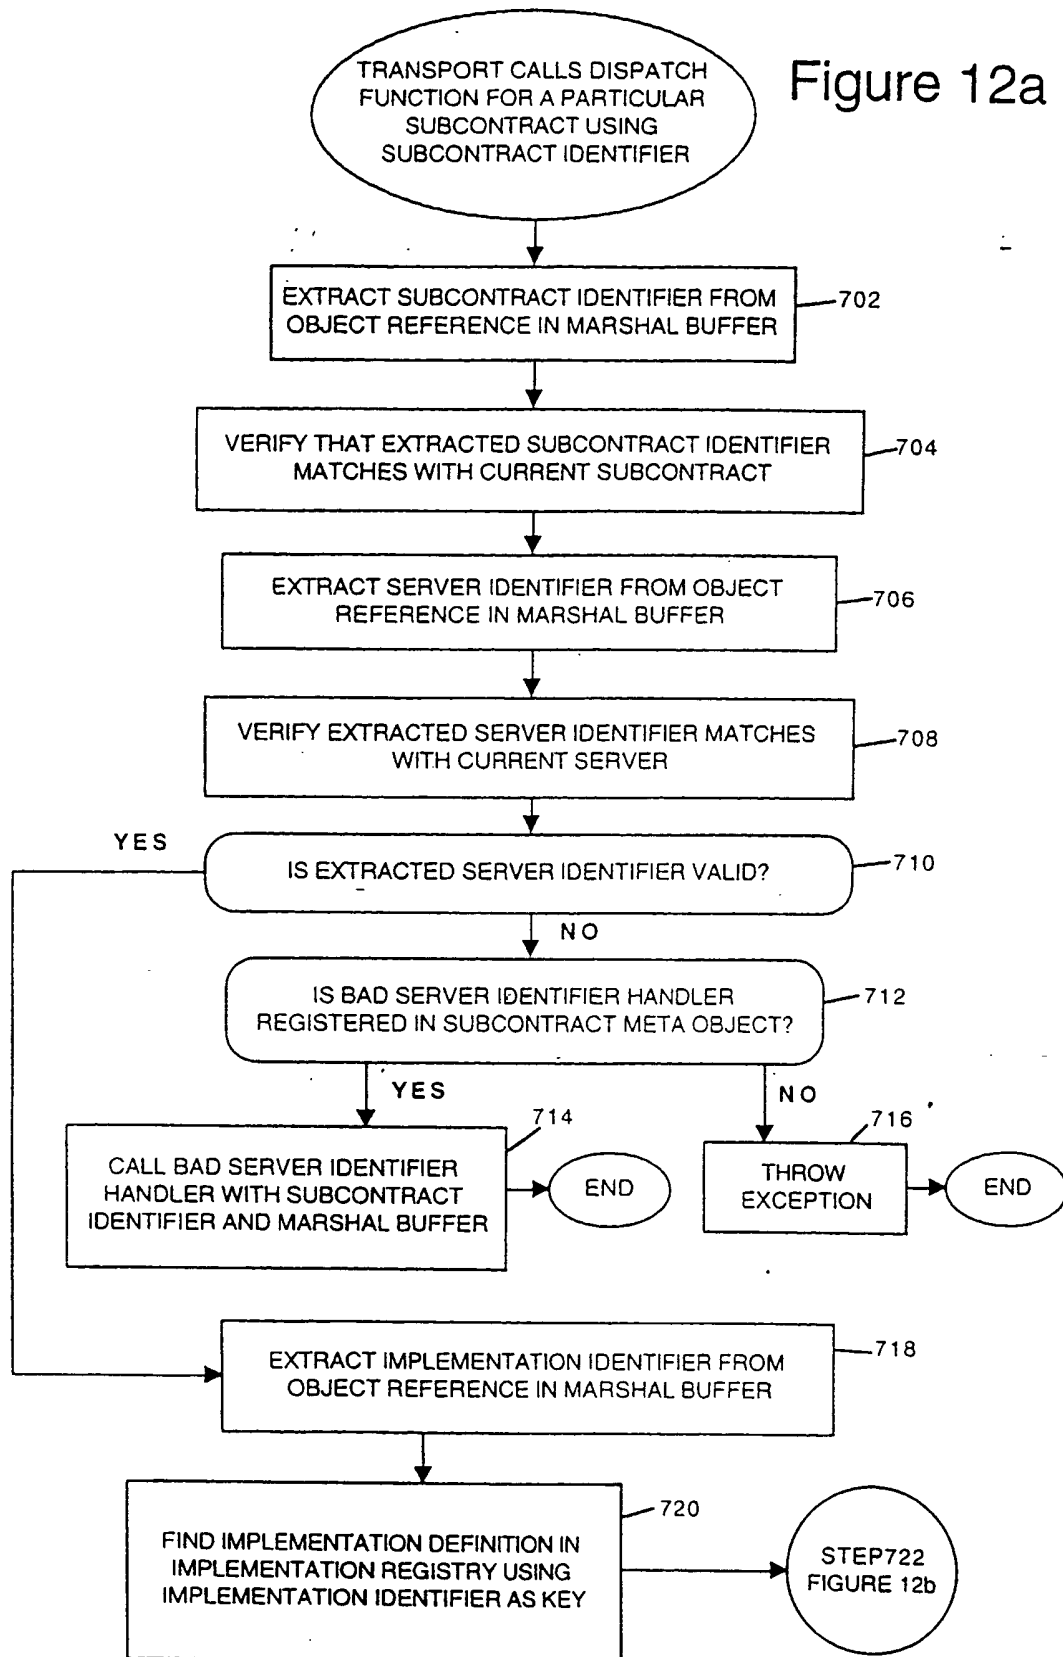 Figure 12a
TRANSPORT CALLS DISPATCH
FUNCTION FOR A PARTICULAR
SUBCONTRACT USING
SUBCONTRACT IDENTIFIER
EXTRACT SUBCONTRACT IDENTIFIER FROM
OBJECT REFERENCE IN MARSHAL BUFFER
702
VERIFY THAT EXTRACTED SUBCONTRACT IDENTIFIER
MATCHES WITH CURRENT SUBCONTRACT
704
EXTRACT SERVER IDENTIFIER FROM OBJECT
REFERENCE IN MARSHAL BUFFER
706
VERIFY EXTRACTED SERVER IDENTIFIER MATCHES
WITH CURRENT SERVER
708
YES
IS EXTRACTED SERVER IDENTIFIER VALID?
710
NO
IS BAD SERVER IDENTIFIER HANDLER
REGISTERED IN SUBCONTRACT META OBJECT?
712
YES
NO
714
CALL BAD SERVER IDENTIFIER
HANDLER WITH SUBCONTRACT
IDENTIFIER AND MARSHAL BUFFER
END
716
THROW
EXCEPTION
END
EXTRACT IMPLEMENTATION IDENTIFIER FROM
OBJECT REFERENCE IN MARSHAL BUFFER
718
FIND IMPLEMENTATION DEFINITION IN
IMPLEMENTATION REGISTRY USING
IMPLEMENTATION IDENTIFIER AS KEY
720
STEP722
FIGURE 12b